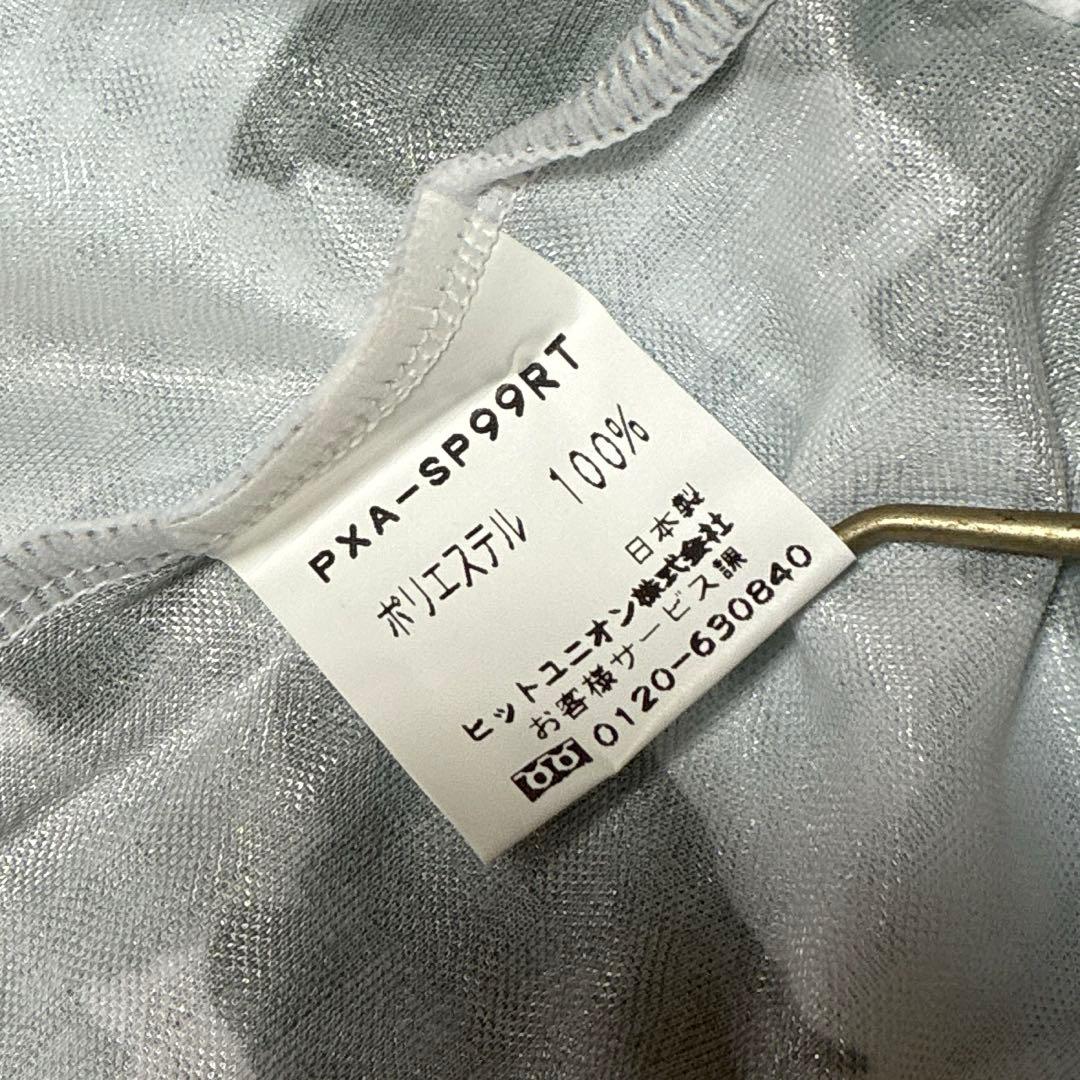 PXA-SP99RT
ポリエステル 100%
日本製
ヒットユニオン株式会社
お客様サービス課
0120-630840